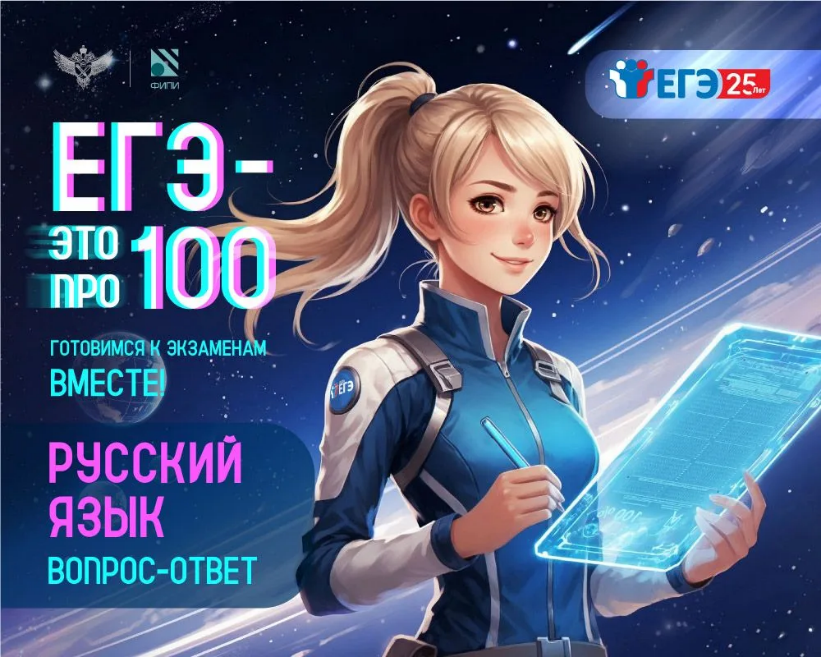 ФИПИ
ЕГЭ 25 лет
ЕГЭ-
ЭТО
ПРО 100
ГОТОВИМСЯ К ЭКЗАМЕНАМ
ВМЕСТЕ!
ЕГЭ
РУССКИЙ
ЯЗЫК
ВОПРОС-ОТВЕТ